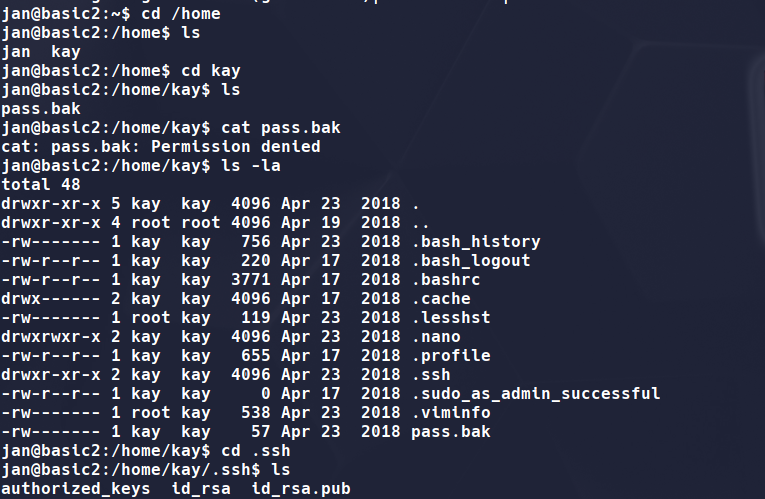 jan@basic2:~$ cd /home
jan@basic2:/home$ ls
jan  kay
jan@basic2:/home$ cd kay
jan@basic2:/home/kay$ ls
pass.bak
jan@basic2:/home/kay$ cat pass.bak
cat: pass.bak: Permission denied
jan@basic2:/home/kay$ ls -la
total 48
drwxr-xr-x 5 kay  kay  4096 Apr 23  2018 .
drwxr-xr-x 4 root root 4096 Apr 19  2018 ..
-rw------- 1 kay  kay   756 Apr 23  2018 .bash_history
-rw-r--r-- 1 kay  kay   220 Apr 17  2018 .bash_logout
-rw-r--r-- 1 kay  kay  3771 Apr 17  2018 .bashrc
drwx------ 2 kay  kay  4096 Apr 17  2018 .cache
-rw------- 1 root kay   119 Apr 23  2018 .lesshst
drwxrwxr-x 2 kay  kay  4096 Apr 23  2018 .nano
-rw-r--r-- 1 kay  kay   655 Apr 17  2018 .profile
drwxr-xr-x 2 kay  kay  4096 Apr 23  2018 .ssh
-rw-r--r-- 1 kay  kay     0 Apr 17  2018 .sudo_as_admin_successful
-rw------- 1 root kay   538 Apr 23  2018 .viminfo
-rw------- 1 kay  kay    57 Apr 23  2018 pass.bak
jan@basic2:/home/kay$ cd .ssh
jan@basic2:/home/kay/.ssh$ ls
authorized_keys  id_rsa  id_rsa.pub